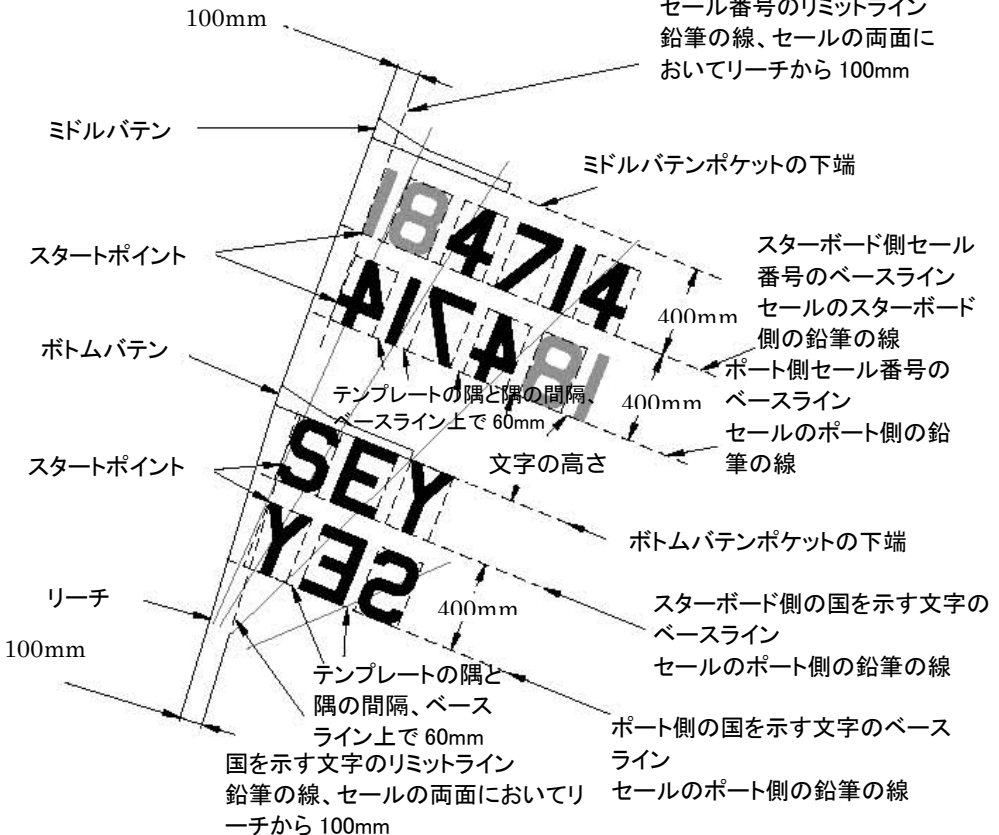 セール番号のリミットライン
鉛筆の線、セールの両面に
おいてリーチから 100mm
100mm
ミドルバテン
ミドルバテンポケットの下端
184714
スタートポイント
スターボード側セール
番号のベースライン
セールのスターボード
側の鉛筆の線
400mm
184714
ボトムバテン
ポート側セール番号の
ベースライン
セールのポート側の鉛
筆の線
400mm
テンプレートの隅と隅の間隔、
ベースライン上で 60mm
文字の高さ
SEY
スタートポイント
ボトムバテンポケットの下端
SEY
400mm
リーチ
スターボード側の国を示す文字の
ベースライン
セールのポート側の鉛筆の線
100mm
テンプレートの隅と
隅の間隔、ベース
ライン上で 60mm
ポート側の国を示す文字のベース
ライン
セールのポート側の鉛筆の線
国を示す文字のリミットライン
鉛筆の線、セールの両面においてリ
ーチから 100mm